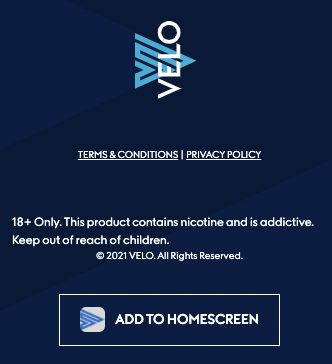 VELO
TERMS & CONDITIONS | PRIVACY POLICY
18+ Only. This product contains nicotine and is addictive.
Keep out of reach of children.
© 2021 VELO. All Rights Reserved.
ADD TO HOMESCREEN